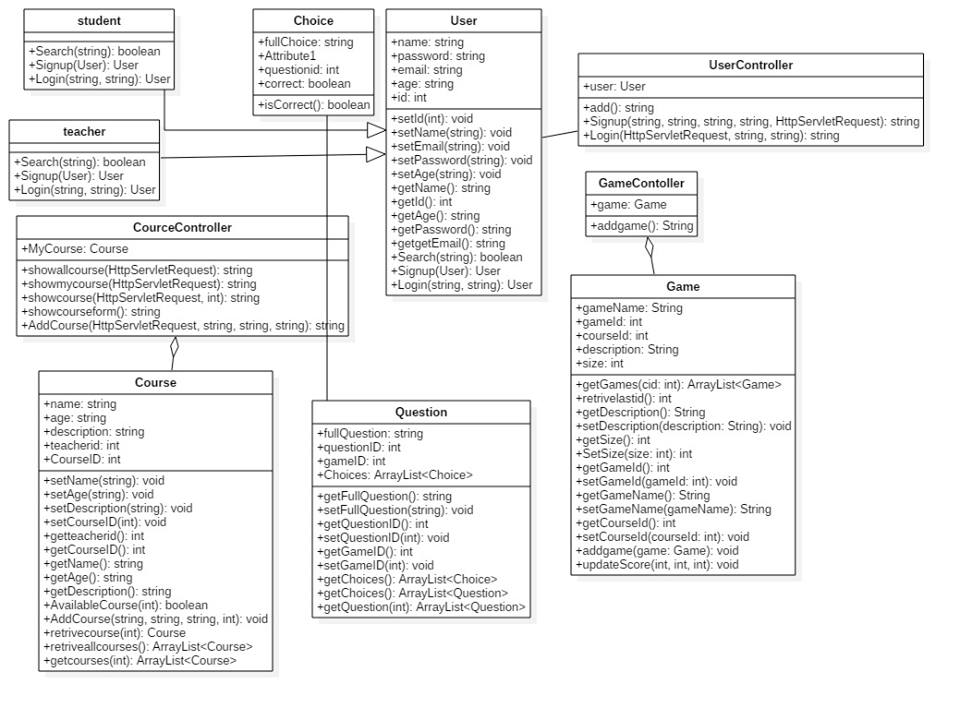 student
+Search(string): boolean
+Signup(User): User
+Login(string, string): User
Choice
+fullChoice: string
+Attribute1
+questionid: int
+correct: boolean
+isCorrect(): boolean
User
+name: string
+password: string
+email: string
+age: string
+id: int
+setId(int): void
+setName(string): void
+setEmail(string): void
+setPassword(string): void
+setAge(string): void
+getName(): string
+getId(): int
+getAge(): string
+getPassword(): string
+getgetEmail(): string
+Search(string): boolean
+Signup(User): User
+Login(string, string): User
UserController
+user: User
+add(): string
+Signup(string, string, string, string, HttpServletRequest): string
+Login(HttpServletRequest, string, string): string
teacher
+Search(string): boolean
+Signup(User): User
+Login(string, string): User
GameContoller
+game: Game
+addgame(): String
CourceController
+MyCourse: Course
+showallcourse(HttpServletRequest): string
+showmycourse(HttpServletRequest): string
+showcourse(HttpServletRequest, int): string
+showcourseform(): string
+AddCourse(HttpServletRequest, string, string, string): string
Game
+gameName: String
+gameId: int
+courseId: int
+description: String
+size: int
+getGames(cid: int): ArrayList<Game>
+retrivelastid(): int
+getDescription(): String
+setDescription(description: String): void
+getSize(): int
+SetSize(size: int): int
+getGameId(): int
+setGameId(gameId: int): void
+getGameName(): String
+setGameName(gameName): String
+getCourseId(): int
+setCourseId(courseId: int): void
+addgame(game: Game): void
+updateScore(int, int, int): void
Course
+name: string
+age: string
+description: string
+teacherid: int
+CourseID: int
+setName(string): void
+setAge(string): void
+setDescription(string): void
+setCourseID(int): void
+getteacherid(): int
+getCourseID(): int
+getName(): string
+getAge(): string
+getDescription(): string
+AvailableCourse(int): boolean
+AddCourse(string, string, string, int): void
+retrivecourse(int): Course
+retriveallcourses(): ArrayList<Course>
+getcourses(int): ArrayList<Course>
Question
+fullQuestion: string
+questionID: int
+gameID: int
+Choices: ArrayList<Choice>
+getFullQuestion(): string
+setFullQuestion(string): void
+getQuestionID(): int
+setQuestionID(int): void
+getGameID(): int
+setGameID(int): void
+getChoices(): ArrayList<Choice>
+getChoices(): ArrayList<Question>
+getQuestion(int): ArrayList<Question>